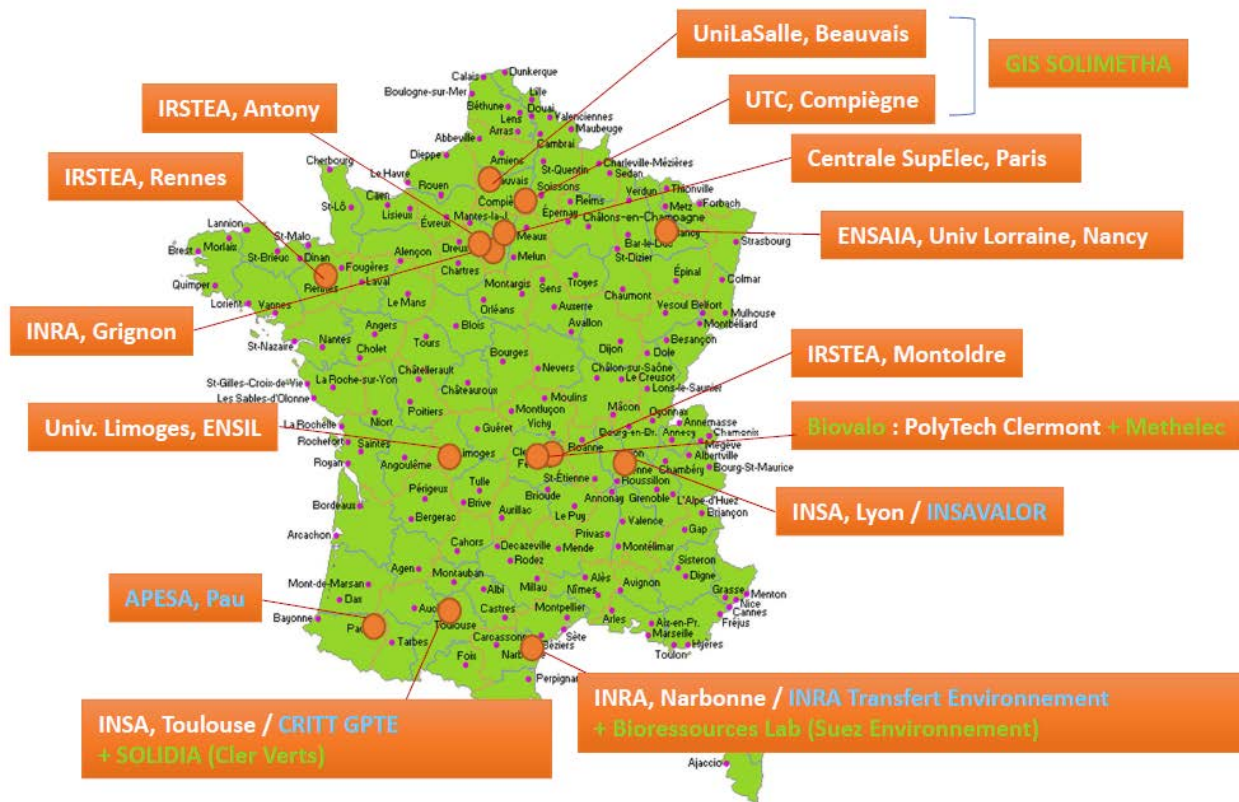 UniLaSalle, Beauvais
GIS SOLIMETHA
IRSTEA, Antony
UTC, Compiègne
Centrale SupElec, Paris
IRSTEA, Rennes
ENSAIA, Univ Lorraine, Nancy
INRA, Grignon
IRSTEA, Montoldre
Univ. Limoges, ENSIL
Biovalo : PolyTech Clermont + Methelec
INSA, Lyon / INSAVALOR
APESA, Pau
INSA, Toulouse / CRITT GPTE
+ SOLIDIA (Cler Verts)
INRA, Narbonne / INRA Transfert Environnement
+ Bioressources Lab (Suez Environnement)
Calais
Dunkerque
Boulogne-sur-Mer
Lille
Béthune
Douai
Lens
Valenciennes
Arras
Maubeuge
Abbeville
Cambrai
Dieppe
Amiens
St-Quentin
Charleville-Mézières
Sedan
Cherbourg
Le Havre
Rouen
Soissons
Reims
Verdun
Thionville
Forbach
Metz
Caen
St-Lô
Lisieux
Évreux
Mantes-la-J.
Meaux
Épernay
Châlons-en-Champagne
Bar-le-Duc
St-Dizier
Strasbourg
Lannion
Morlaix
Brest
St-Malo
St-Brieuc
Dinan
Fougères
Alençon
Dreux
Chartres
Melun
Quimper
Rennes
Laval
Le Mans
Montargis
Sens
Troyes
Chaumont
Épinal
Colmar
Lorient
Vannes
Orléans
Auxerre
Vesoul
Belfort
Mulhouse
Montbéliard
Angers
Blois
Avallon
St-Nazaire
Nantes
Cholet
Tours
Bourges
Dijon
Besançon
Dole
Nevers
Châlon-sur-Saône
Le Creusot
Lons-le-Saunier
St-Gilles-Croix-de-Vie
La Roche-sur-Yon
Les Sables-d'Olonne
Châtellerault
Châteauroux
Poitiers
Moulins
Montluçon
Mâcon
Oyonnax
Niort
La Rochelle
Rochefort
Saintes
Royan
Angoulême
Guéret
Vichy
Roanne
Bourg-en-Br.
Annemasse
Annecy
Chamonix
Megève
Albertville
Bourg-St-Maurice
Chambéry
St-Étienne
Roussillon
Périgueux
Tulle
Brive
Brioude
Annonay
Grenoble
L'Alpe-d'Huez
Briançon
Bordeaux
Bergerac
Aurillac
Le Puy
Valence
Gap
Privas
Arcachon
Cahors
Decazeville
Mende
Montélimar
Rodez
Sisteron
Digne
Agen
Montauban
Albi
Millau
Alès
Nîmes
Avignon
Mont-de-Marsan
Dax
Castres
Montpellier
Arles
Aix-en-Pr.
Marseille
Toulon
Hyères
Grasse
Menton
Nice
Cannes
Fréjus
Bayonne
Tarbes
Toulouse
Foix
Béziers
Sète
Ajaccio